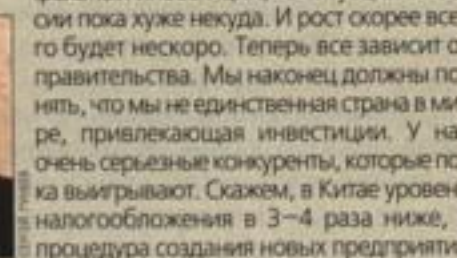 сии пока хуже некуда. И рост скорее все
го будет нескоро. Теперь все зависит о
правительства. Мы наконец должны по
нять, что мы не единственная страна в ми
ре, привлекающая инвестиции. У на
очень серьезные конкуренты, которые по
ка выигрывают. Скажем, в Китае уровен
налогообложения в 3–4 раза ниже,
процедура создания новых предприяти